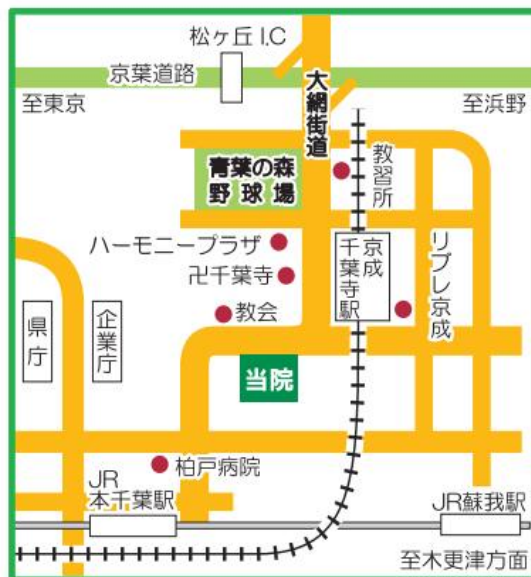 松ヶ丘 I.C
京葉道路
至東京
大網街道
至浜野
青葉の森
野球場
教習所
ハーモニープラザ
卍千葉寺
教会
京成
千葉寺駅
リブレ京成
県庁
企業庁
当院
柏戸病院
JR
本千葉駅
JR蘇我駅
至木更津方面